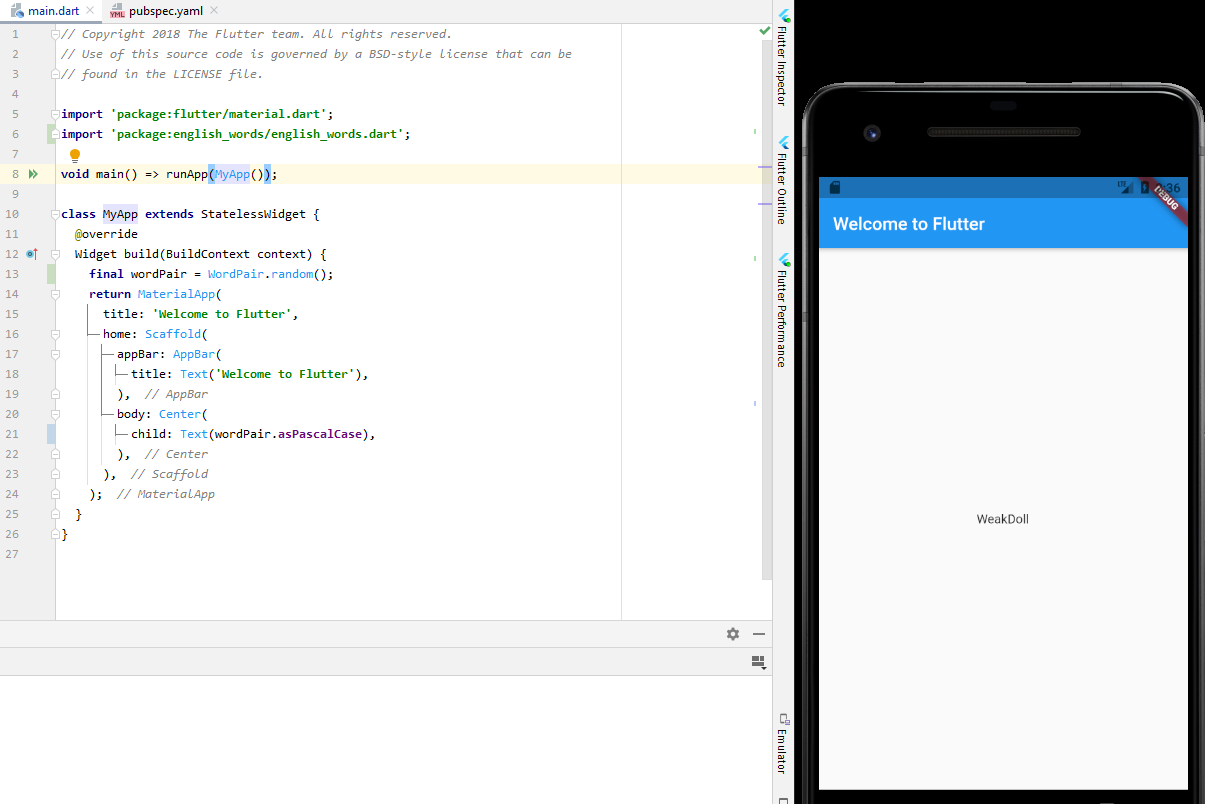 main.dart
pubspec.yaml
1 // Copyright 2018 The Flutter team. All rights reserved.
2 // Use of this source code is governed by a BSD-style license that can be
3 // found in the LICENSE file.
4
5 import 'package:flutter/material.dart';
6 import 'package:english_words/english_words.dart';
7
8 void main() => runApp(MyApp());
9
10 class MyApp extends StatelessWidget {
11 @override
12 Widget build(BuildContext context) {
13 final wordPair = WordPair.random();
14 return MaterialApp(
15 title: 'Welcome to Flutter',
16 home: Scaffold(
17 appBar: AppBar(
18 title: Text('Welcome to Flutter'),
19 ), // AppBar
20 body: Center(
21 child: Text(wordPair.asPascalCase),
22 ), // Center
23 ), // Scaffold
24 ); // MaterialApp
25 }
26 }
27
Flutter Inspector
Flutter Outline
Flutter Performance
Emulator
LTE
DEBUG
Welcome to Flutter
WeakDoll